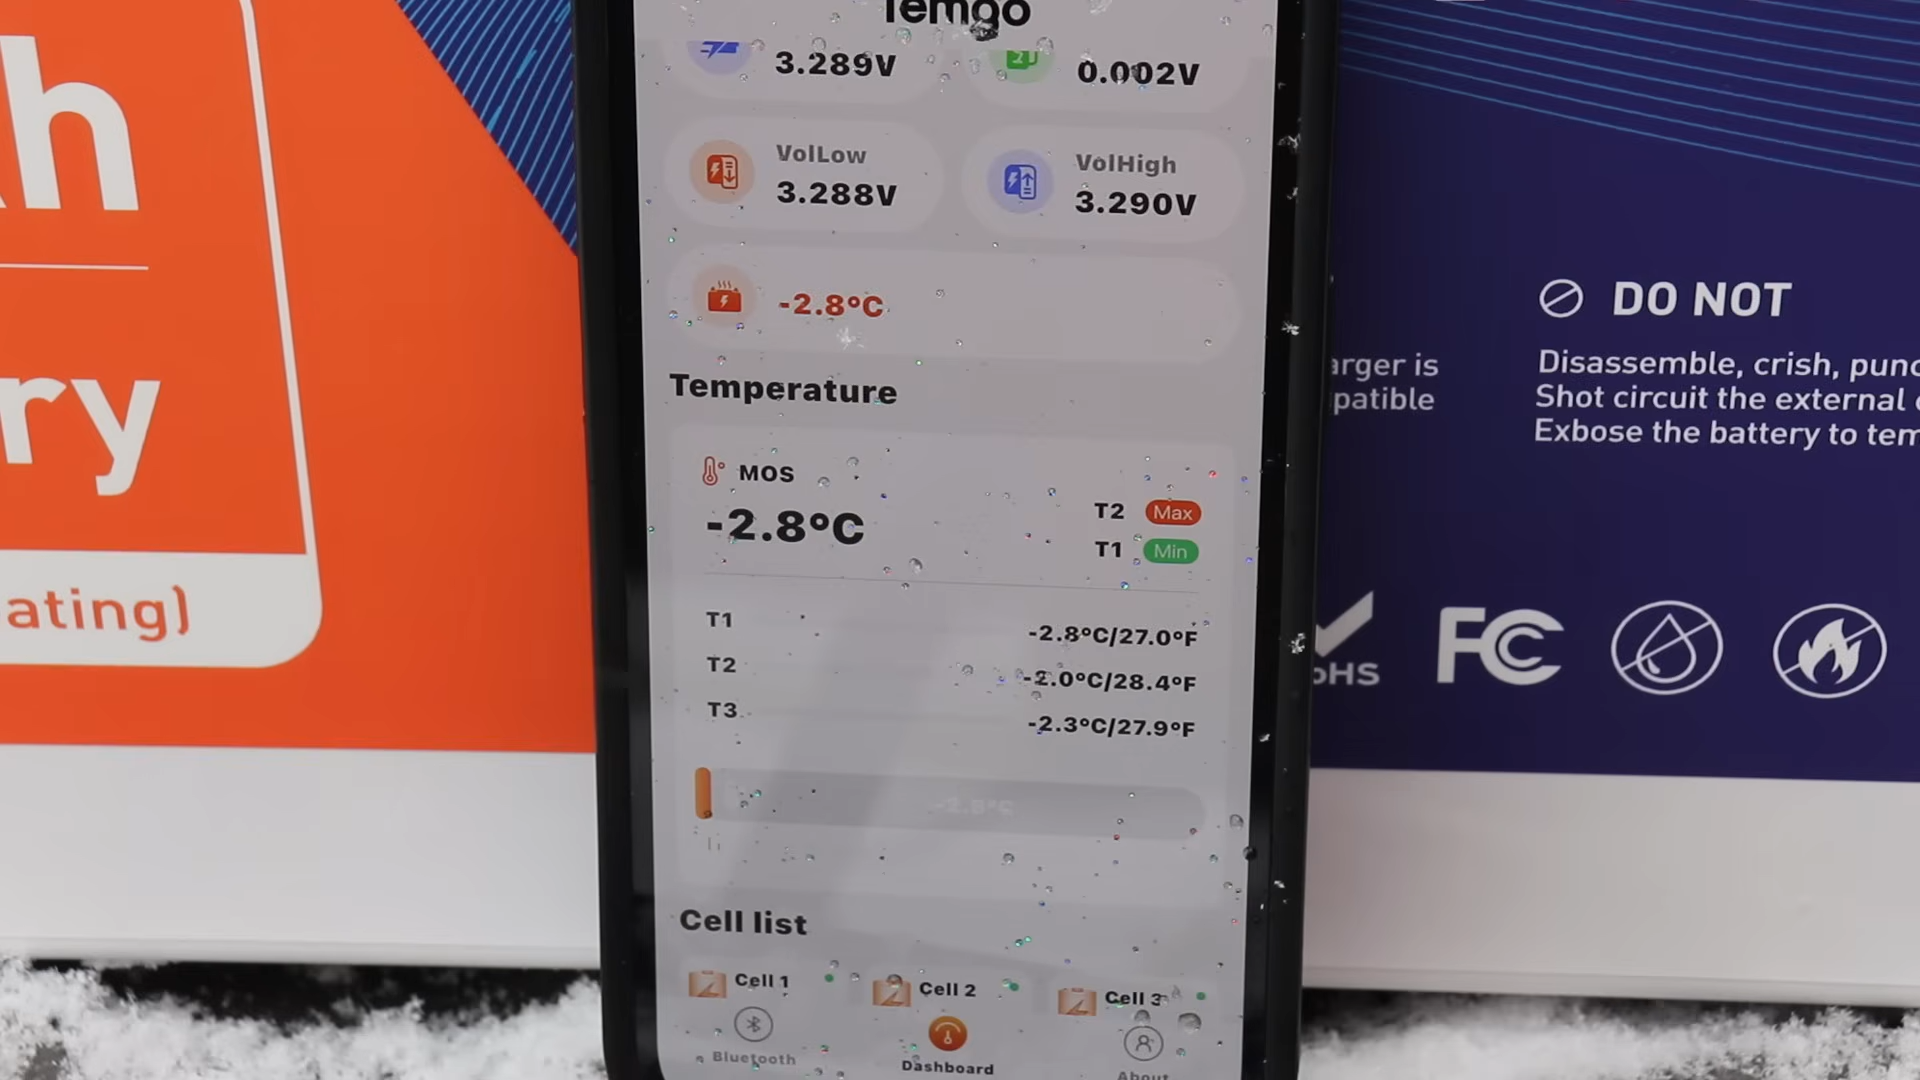 Temgo
3.289V
0.002V
VolLow
3.288V
VolHigh
3.290V
-2.8°C
Temperature
MOS
-2.8°C
T2 Max
T1 Min
T1 -2.8°C/27.0°F
T2 -2.0°C/28.4°F
T3 -2.3°C/27.9°F
Cell list
Cell 1
Cell 2
Cell 3
Bluetooth
Dashboard
About
h
ry
ating)
arger is
patible
DO NOT
Disassemble, crish, punc
Shot circuit the external
Exbose the battery to tem
oHS
FC